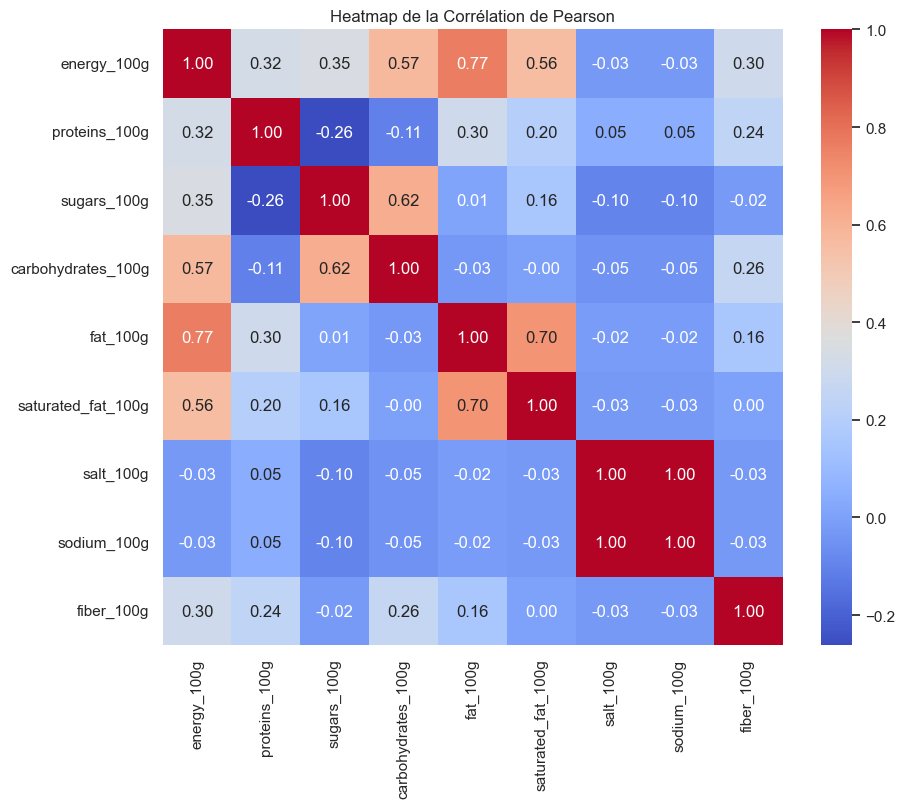 Heatmap de la Corrélation de Pearson
energy_100g 1.00 0.32 0.35 0.57 0.77 0.56 -0.03 -0.03 0.30
proteins_100g 0.32 1.00 -0.26 -0.11 0.30 0.20 0.05 0.05 0.24
sugars_100g 0.35 -0.26 1.00 0.62 0.01 0.16 -0.10 -0.10 -0.02
carbohydrates_100g 0.57 -0.11 0.62 1.00 -0.03 -0.00 -0.05 -0.05 0.26
fat_100g 0.77 0.30 0.01 -0.03 1.00 0.70 -0.02 -0.02 0.16
saturated_fat_100g 0.56 0.20 0.16 -0.00 0.70 1.00 -0.03 -0.03 0.00
salt_100g -0.03 0.05 -0.10 -0.05 -0.02 -0.03 1.00 1.00 -0.03
sodium_100g -0.03 0.05 -0.10 -0.05 -0.02 -0.03 1.00 1.00 -0.03
fiber_100g 0.30 0.24 -0.02 0.26 0.16 0.00 -0.03 -0.03 1.00
energy_100g
proteins_100g
sugars_100g
carbohydrates_100g
fat_100g
saturated_fat_100g
salt_100g
sodium_100g
fiber_100g
1.0
0.8
0.6
0.4
0.2
0.0
−0.2